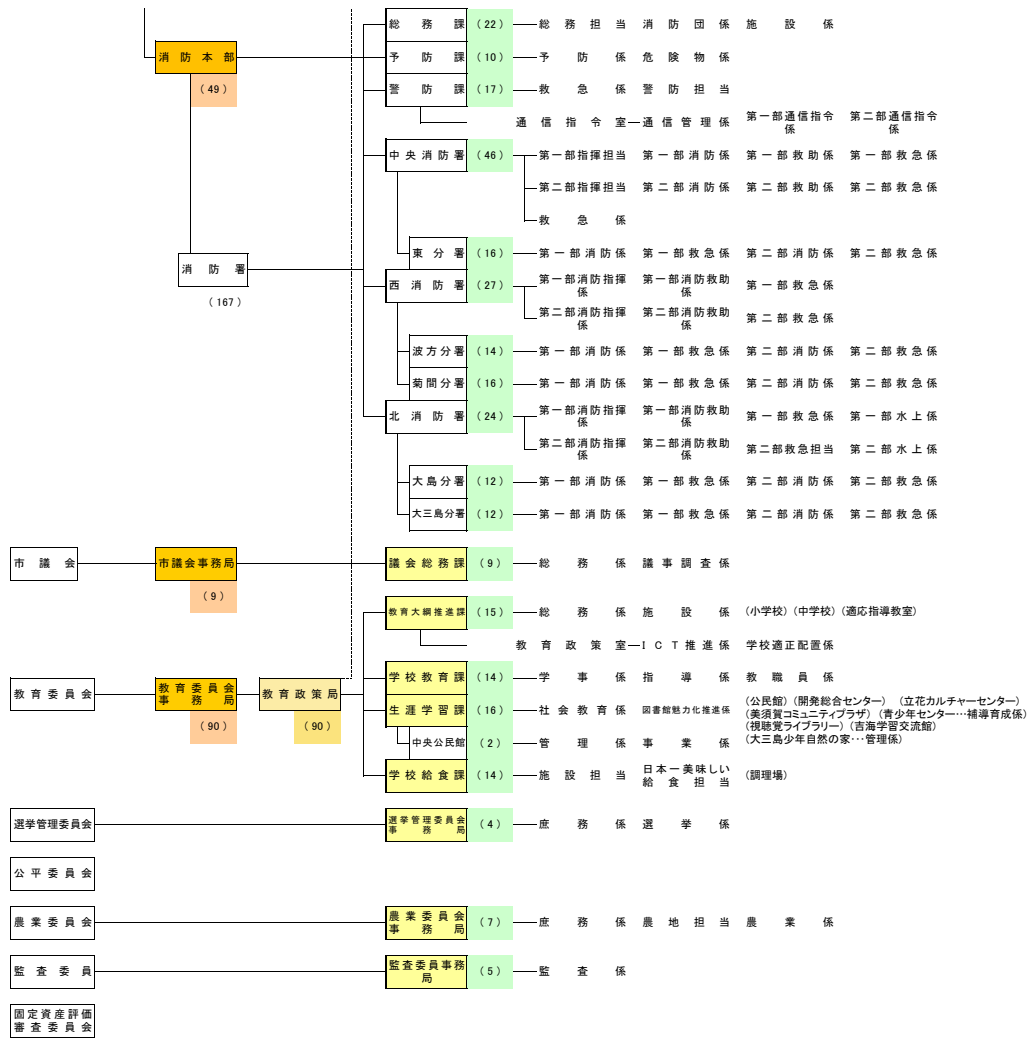 総務課 (22) 総務担当 消防団係 施設係
消防本部 予防課 (10) 予防係 危険物係
(49) 警防課 (17) 救急係 警防担当
通信指令室 通信管理係 第一部通信指令係 第二部通信指令係
中央消防署 (46) 第一部指揮担当 第一部消防係 第一部救助係 第一部救急係
第二部指揮担当 第二部消防係 第二部救助係 第二部救急係
救急係
東分署 (16) 第一部消防係 第一部救急係 第二部消防係 第二部救急係
消防署
西消防署 (27) 第一部消防指揮係 第一部消防救助係 第一部救急係
(167)
第二部消防指揮係 第二部消防救助係 第二部救急係
波方分署 (14) 第一部消防係 第一部救急係 第二部消防係 第二部救急係
菊間分署 (16) 第一部消防係 第一部救急係 第二部消防係 第二部救急係
北消防署 (24) 第一部消防指揮係 第一部消防救助係 第一部救急係 第一部水上係
第二部消防指揮係 第二部消防救助係 第二部救急担当 第二部水上係
大島分署 (12) 第一部消防係 第一部救急係 第二部消防係 第二部救急係
大三島分署 (12) 第一部消防係 第一部救急係 第二部消防係 第二部救急係
市議会 市議会事務局 議会総務課 (9) 総務係 議事調査係
(9)
教育大綱推進課 (15) 総務係 施設係 (小学校)(中学校)(適応指導教室)
教育政策室 ICT推進係 学校適正配置係
教育委員会 教育委員会事務局 教育政策局 学校教育課 (14) 学事係 指導係 教職員係
(90) (90) 生涯学習課 (16) 社会教育係 図書館魅力化推進係 (公民館)(開発総合センター) (立花カルチャーセンター)
(美須賀コミュニティプラザ) (青少年センター…補導育成係)
(視聴覚ライブラリー)(吉海学習交流館)
(大三島少年自然の家･･･管理係)
中央公民館 (2) 管理係 事業係
学校給食課 (14) 施設担当 日本一美味しい給食担当 (調理場)
選挙管理委員会 選挙管理委員会事務局 (4) 庶務係 選挙係
公平委員会
農業委員会 農業委員会事務局 (7) 庶務係 農地担当 農業係
監査委員 監査委員事務局 (5) 監査係
固定資産評価審査委員会